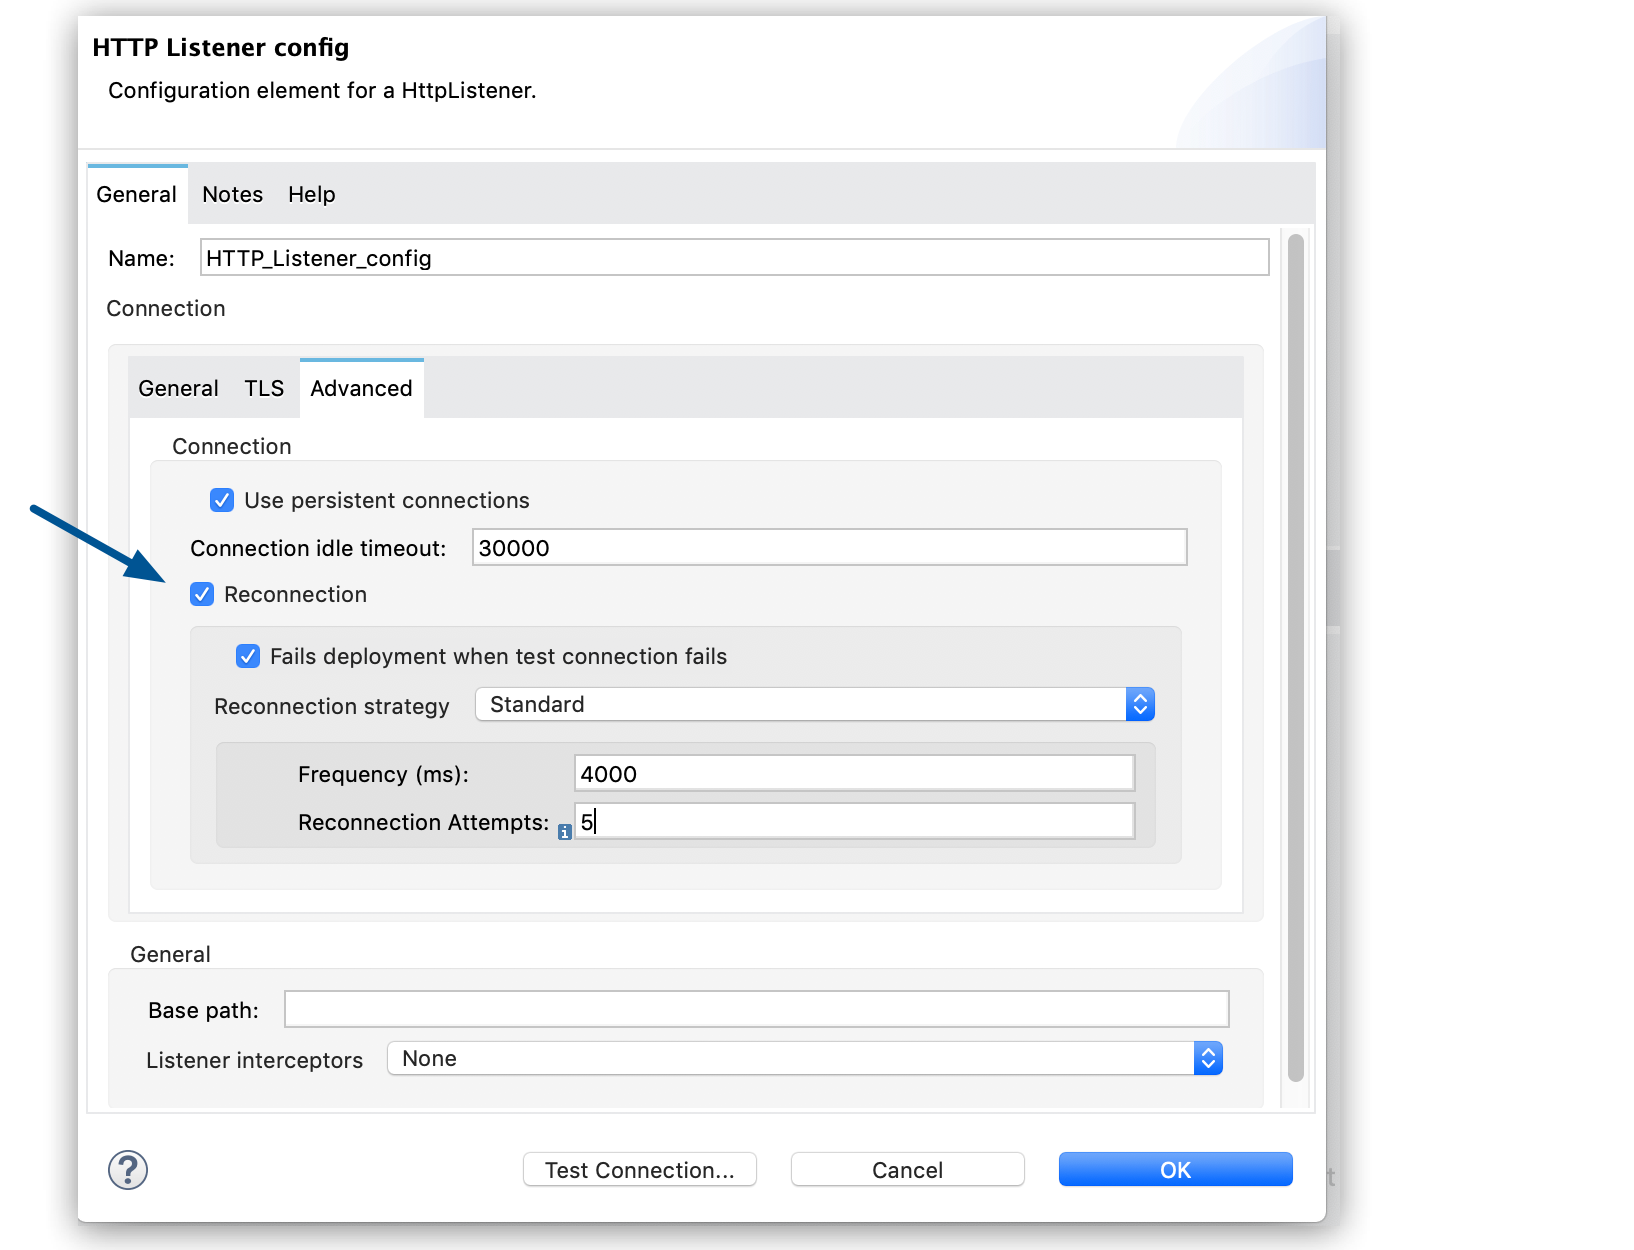 HTTP Listener config
Configuration element for a HttpListener.
General Notes Help
Name: HTTP_Listener_config
Connection
General TLS Advanced
Connection
Use persistent connections
Connection idle timeout: 30000
Reconnection
Fails deployment when test connection fails
Reconnection strategy Standard
Frequency (ms): 4000
Reconnection Attempts: i 5
General
Base path:
Listener interceptors None
? Test Connection... Cancel OK
t